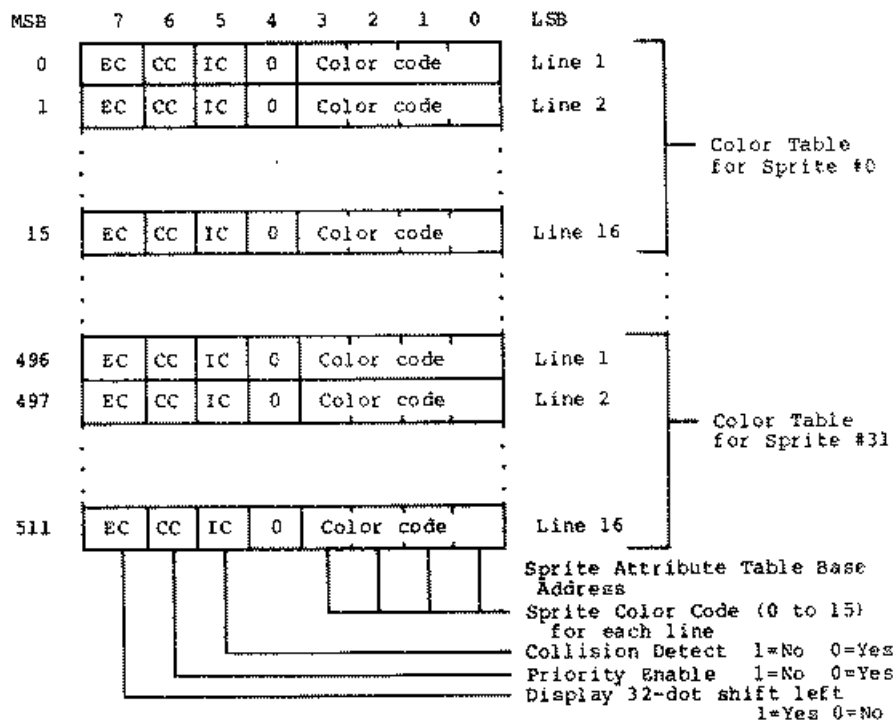 MSB 7 6 5 4 3 2 1 0 LSB
0 EC CC IC 0 Color code Line 1
1 EC CC IC 0 Color code Line 2
Color Table
for Sprite #0
15 EC CC IC 0 Color code Line 16
496 EC CC IC 0 Color code Line 1
497 EC CC IC 0 Color code Line 2
Color Table
for Sprite #31
511 EC CC IC 0 Color code Line 16
Sprite Attribute Table Base
Address
Sprite Color Code (0 to 15)
for each line
Collision Detect 1=No 0=Yes
Priority Enable 1=No 0=Yes
Display 32-dot shift left
1=Yes 0=No